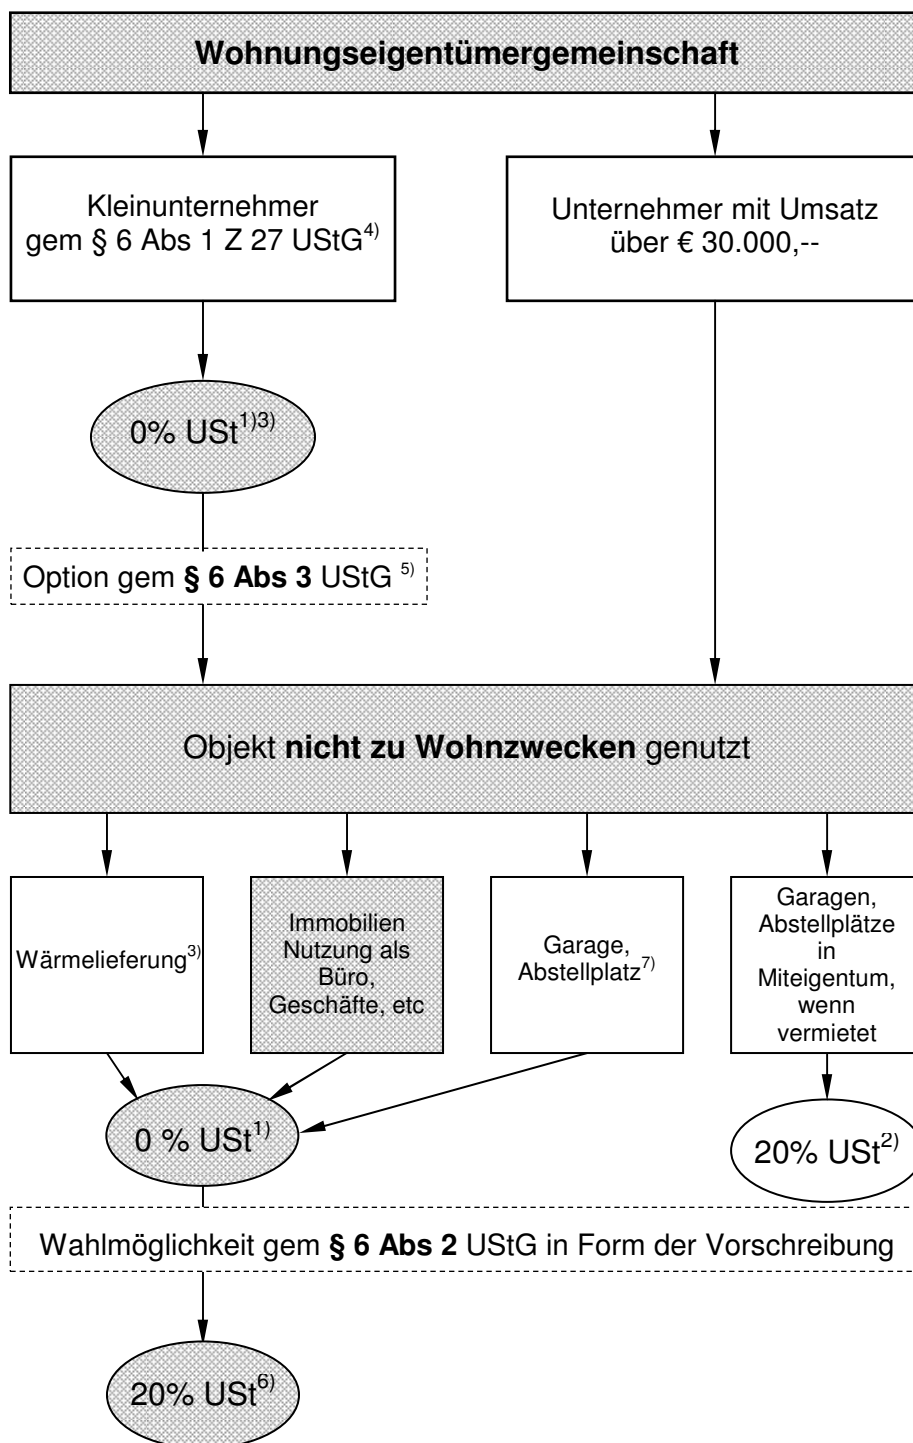 Wohnungseigentümergemeinschaft
Kleinunternehmer
gem § 6 Abs 1 Z 27 UStG4)
Unternehmer mit Umsatz
über € 30.000,--
0% USt1)3)
Option gem § 6 Abs 3 UStG 5)
Objekt nicht zu Wohnzwecken genutzt
Wärmelieferung3)
Immobilien
Nutzung als
Büro,
Geschäfte, etc
Garage,
Abstellplatz7)
Garagen,
Abstellplätze
in
Miteigentum,
wenn
vermietet
0 % USt1)
20% USt2)
Wahlmöglichkeit gem § 6 Abs 2 UStG in Form der Vorschreibung
20% USt6)